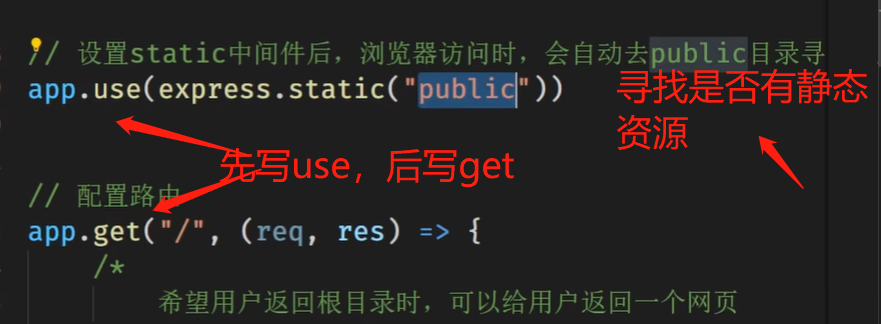 // 设置static中间件后，浏览器访问时，会自动去public目录寻
app.use(express.static("public"))
寻找是否有静态
资源
先写use，后写get
// 配置路由
app.get("/", (req, res) => {
/*
希望用户返回根目录时，可以给用户返回一个网页